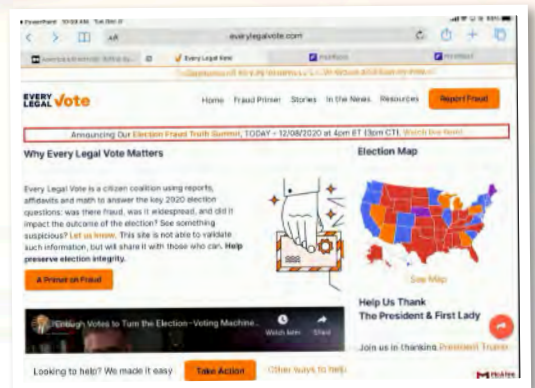 everylegalvote.com
Every Legal Vote
EVERY LEGAL Vote
Home Fraud Primer Stories In the News Resources Report Fraud
Announcing Our Election Fraud Truth Summit, TODAY - 12/08/2020 at 4pm ET (3pm CT). Watch live here!
Why Every Legal Vote Matters
Every Legal Vote is a citizen coalition using reports,
affidavits and math to answer the key 2020 election
questions: was there fraud, was it widespread, and did it
impact the outcome of the election? See something
suspicious? Let us know. This site is not able to validate
such information, but will share it with those who can. Help
preserve election integrity.
A Primer on Fraud
Enough Votes to Turn the Election-Voting Machine...
Watch later Share
Election Map
See Map
Help Us Thank
The President & First Lady
Join us in thanking President Trump
Looking to help? We made it easy Take Action Other ways to help
McAfee